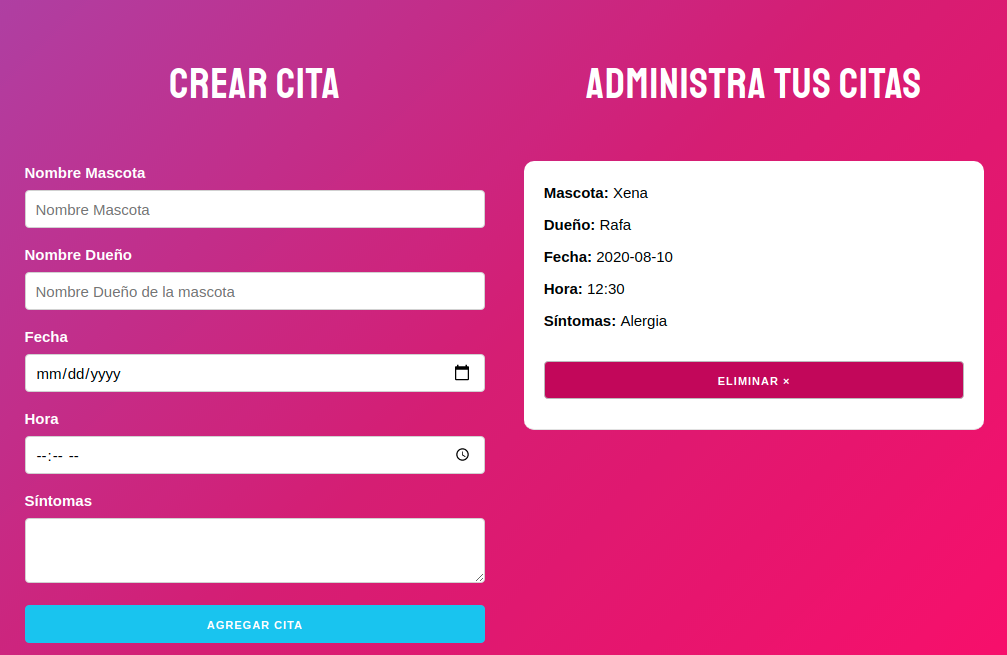 CREAR CITA
Nombre Mascota
Nombre Mascota
Nombre Dueño
Nombre Dueño de la mascota
Fecha
mm/dd/yyyy
Hora
--:-- --
Síntomas
AGREGAR CITA
ADMINISTRA TUS CITAS
Mascota: Xena
Dueño: Rafa
Fecha: 2020-08-10
Hora: 12:30
Síntomas: Alergia
ELIMINAR ×